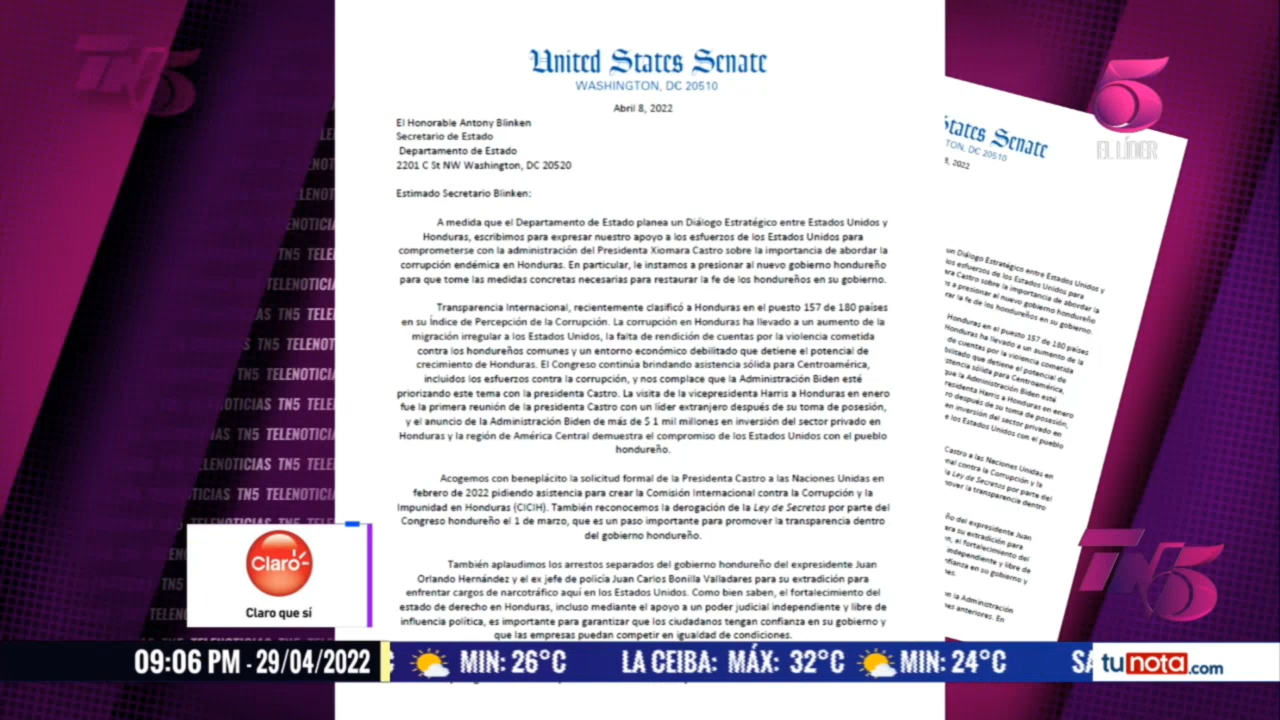 United States Senate
WASHINGTON, DC 20510
Abril 8, 2022
El Honorable Antony Blinken
Secretario de Estado
Departamento de Estado
2201 C St NW Washington, DC 20520
Estimado Secretario Blinken:
A medida que el Departamento de Estado planea un Diálogo Estratégico entre Estados Unidos y
Honduras, escribimos para expresar nuestro apoyo a los esfuerzos de los Estados Unidos para
comprometerse con la administración del Presidenta Xiomara Castro sobre la importancia de abordar la
corrupción endémica en Honduras. En particular, le instamos a presionar al nuevo gobierno hondureño
para que tome las medidas concretas necesarias para restaurar la fe de los hondureños en su gobierno.
Transparencia Internacional, recientemente clasificó a Honduras en el puesto 157 de 180 países
en su Índice de Percepción de la Corrupción. La corrupción en Honduras ha llevado a un aumento de la
migración irregular a los Estados Unidos, la falta de rendición de cuentas por la violencia cometida
contra los hondureños comunes y un entorno económico debilitado que detiene el potencial de
crecimiento de Honduras. El Congreso continúa brindando asistencia sólida para Centroamérica,
incluidos los esfuerzos contra la corrupción, y nos complace que la Administración Biden esté
priorizando este tema con la presidenta Castro. La visita de la vicepresidenta Harris a Honduras en enero
fue la primera reunión de la presidenta Castro con un líder extranjero después de su toma de posesión,
y el anuncio de la Administración Biden de más de $ 1 mil millones en inversión del sector privado en
Honduras y la región de América Central demuestra el compromiso de los Estados Unidos con el pueblo
hondureño.
Acogemos con beneplácito la solicitud formal de la Presidenta Castro a las Naciones Unidas en
febrero de 2022 pidiendo asistencia para crear la Comisión Internacional contra la Corrupción y la
Impunidad en Honduras (CICIH). También reconocemos la derogación de la Ley de Secretos por parte del
Congreso hondureño el 1 de marzo, que es un paso importante para promover la transparencia dentro
del gobierno hondureño.
También aplaudimos los arrestos separados del gobierno hondureño del expresidente Juan
Orlando Hernández y el ex jefe de policía Juan Carlos Bonilla Valladares para su extradición para
enfrentar cargos de narcotráfico aquí en los Estados Unidos. Como bien saben, el fortalecimiento del
estado de derecho en Honduras, incluso mediante el apoyo a un poder judicial independiente y libre de
influencia política, es importante para garantizar que los ciudadanos tengan confianza en su gobierno y
que las empresas puedan competir en igualdad de condiciones.
5
EL LÍDER
TN5
TN5
Claro
Claro que sí
09:06 PM - 29/04/2022
MIN: 26°C LA CEIBA: MÁX: 32°C MIN: 24°C
tunota.com